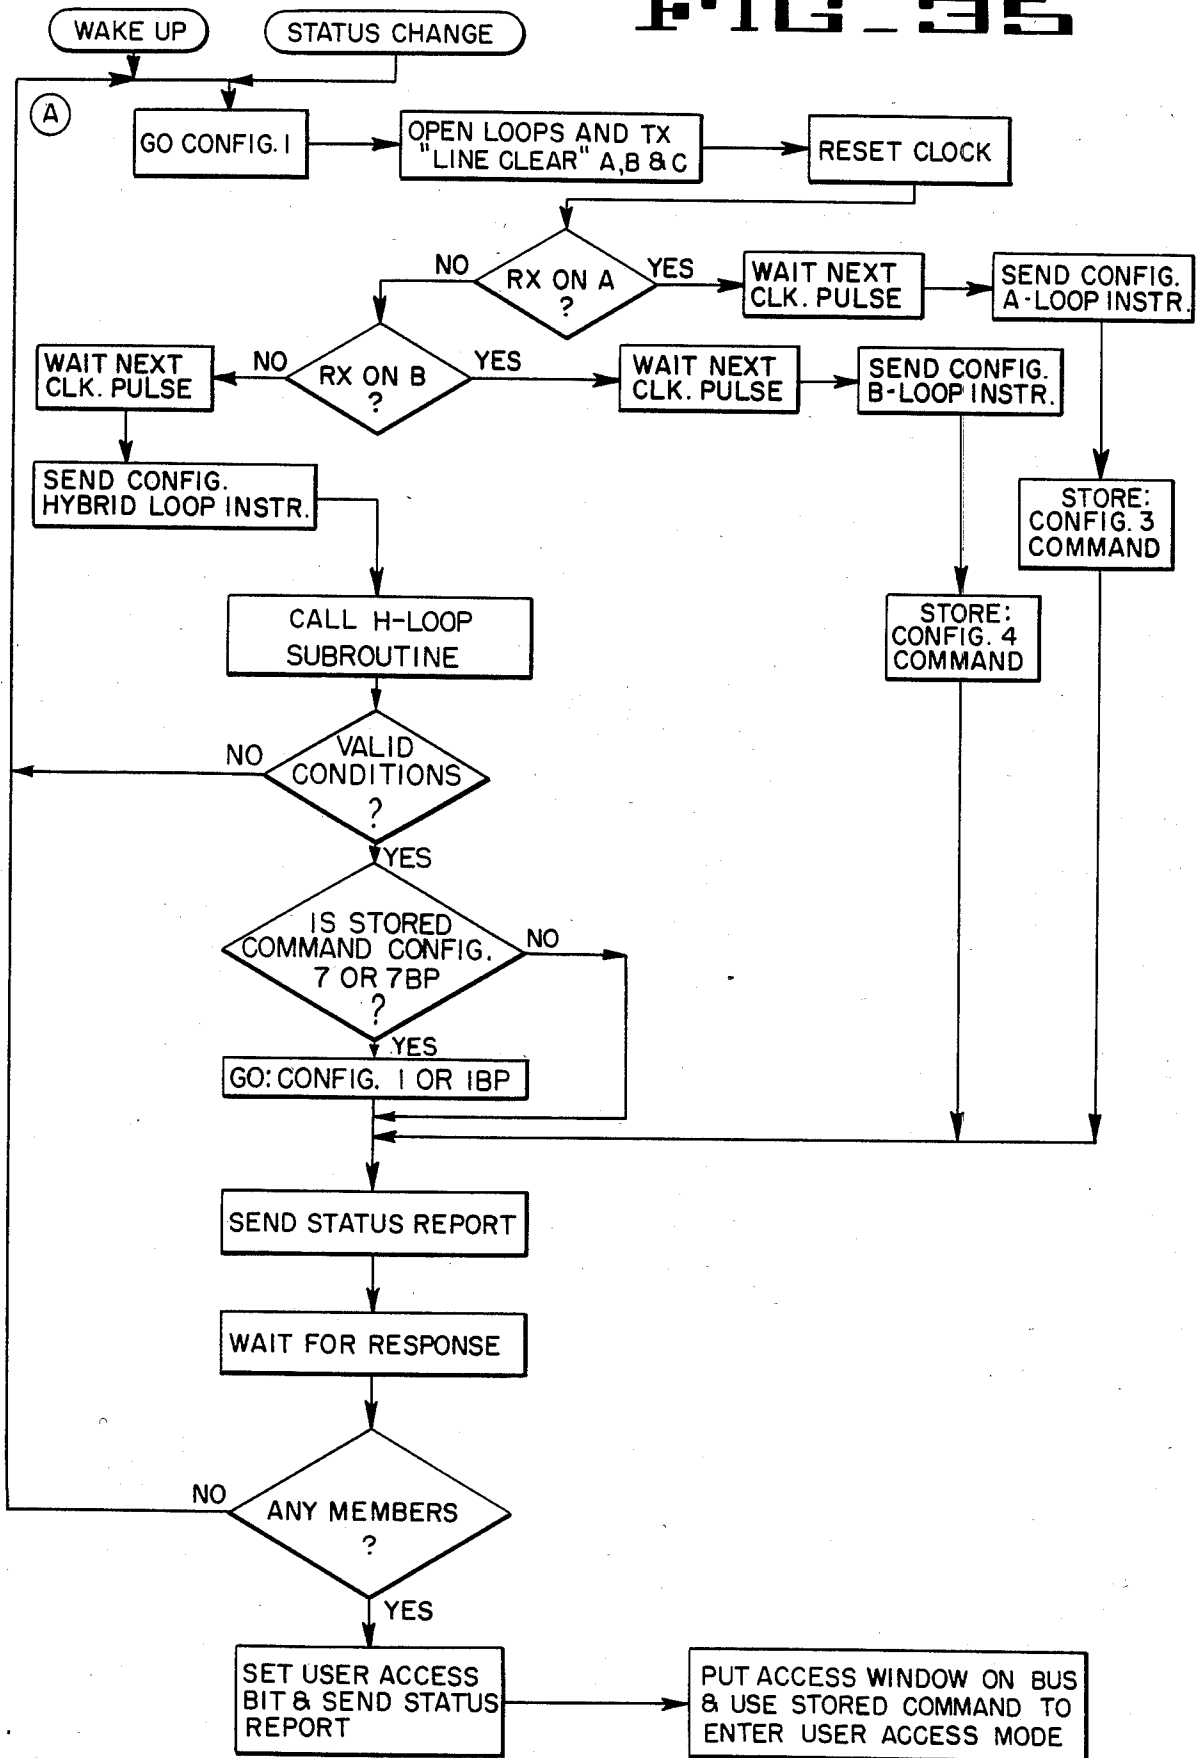 FIG_35
WAKE UP
STATUS CHANGE
A
GO CONFIG. 1
OPEN LOOPS AND TX
"LINE CLEAR" A,B & C
RESET CLOCK
NO
RX ON A
?
YES
WAIT NEXT
CLK. PULSE
SEND CONFIG.
A-LOOP INSTR.
WAIT NEXT
CLK. PULSE
NO
RX ON B
?
YES
WAIT NEXT
CLK. PULSE
SEND CONFIG.
B-LOOP INSTR.
SEND CONFIG.
HYBRID LOOP INSTR.
STORE:
CONFIG. 3
COMMAND
CALL H-LOOP
SUBROUTINE
STORE:
CONFIG. 4
COMMAND
NO
VALID
CONDITIONS
?
YES
IS STORED
COMMAND CONFIG.
7 OR 7BP
?
NO
YES
GO: CONFIG. 1 OR 1BP
SEND STATUS REPORT
WAIT FOR RESPONSE
NO
ANY MEMBERS
?
YES
SET USER ACCESS
BIT & SEND STATUS
REPORT
PUT ACCESS WINDOW ON BUS
& USE STORED COMMAND TO
ENTER USER ACCESS MODE